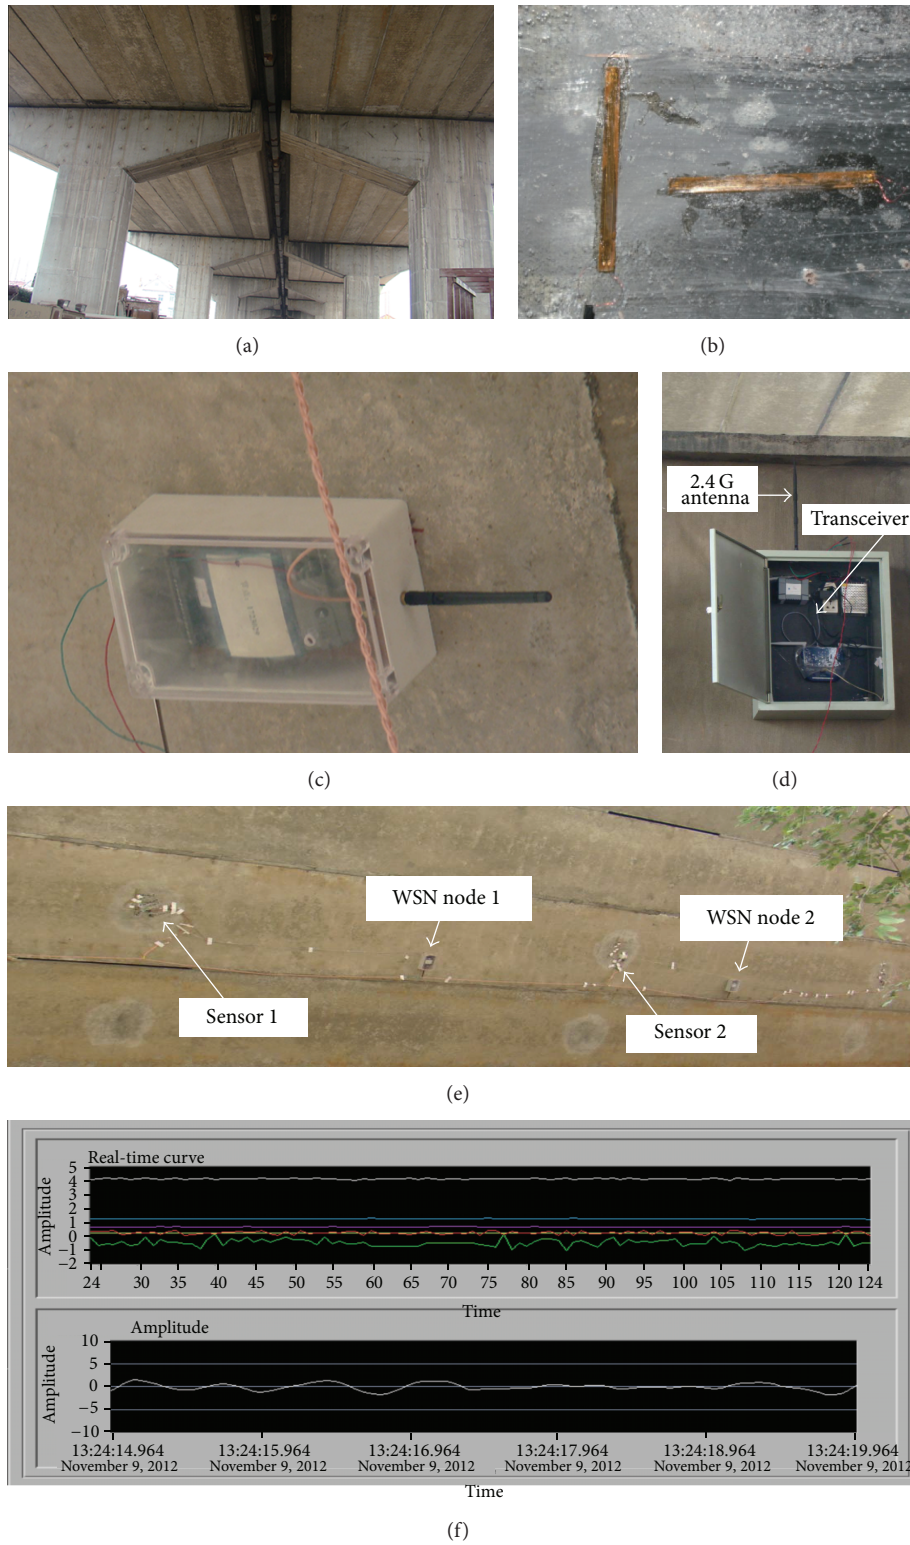 (a)
(b)
2.4 G
antenna
Transceiver
(c)
(d)
WSN node 1
WSN node 2
Sensor 1
Sensor 2
(e)
Real-time curve
Amplitude
5
4
3
2
1
0
−1
−2
24 30 35 40 45 50 55 60 65 70 75 80 85 90 95 100 105 110 115 120 124
Time
Amplitude
Amplitude
10
5
0
−5
−10
13:24:14.964 13:24:15.964 13:24:16.964 13:24:17.964 13:24:18.964 13:24:19.964
November 9, 2012 November 9, 2012 November 9, 2012 November 9, 2012 November 9, 2012 November 9, 2012
Time
(f)